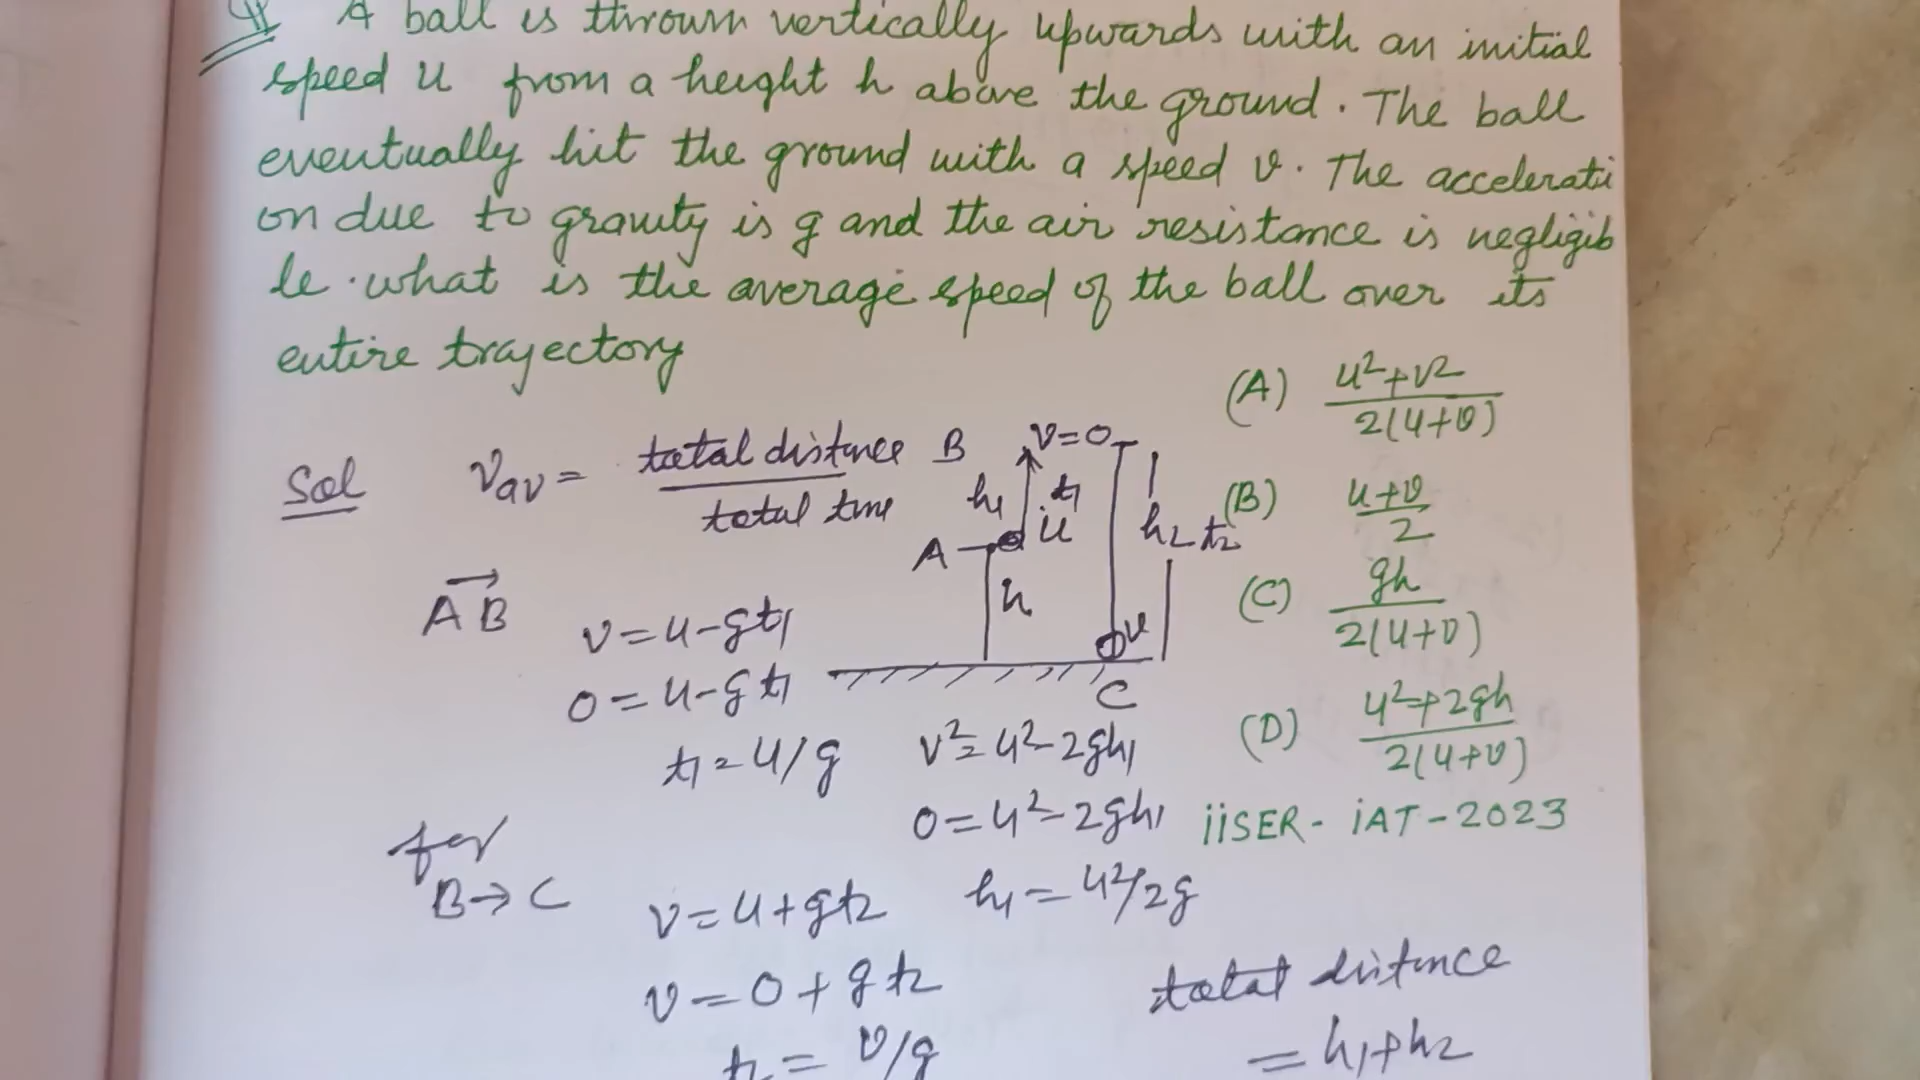 Q A ball is thrown vertically upwards with an initial
speed u from a height h above the ground. The ball
eventually hit the ground with a speed v. The accelerati
on due to gravity is g and the air resistance is negligib
le. what is the average speed of the ball over its
entire trajectory
(A) u²+v² / 2(u+v)
(B) u+v / 2
(C) gh / 2(u+v)
(D) u²+2gh / 2(u+v)
iiSER - iAT - 2023
Sol Vav = total distance / total time
B v=0
h₁ t₁
A u
h
h₂ t₂
v
C
AB
v = u - gt₁
0 = u - gt₁
t₁ = u/g
v² = u² - 2gh₁
0 = u² - 2gh₁
h₁ = u²/2g
for
B → C
v = u + gt₂
v = 0 + gt₂
t₂ = v/g
total distance
= h₁ + h₂